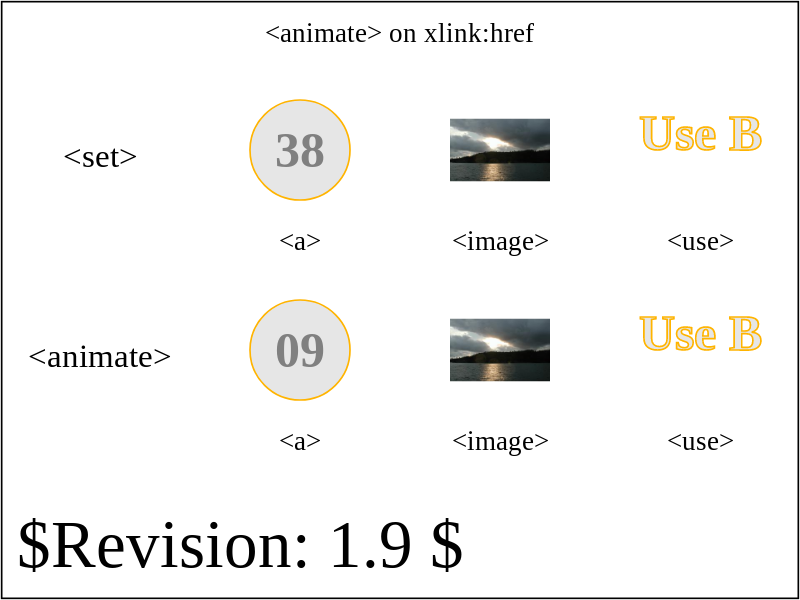 <animate> on xlink:href
<set>
38
Use B
<a>
<image>
<use>
<animate>
09
Use B
<a>
<image>
<use>
$Revision: 1.9 $